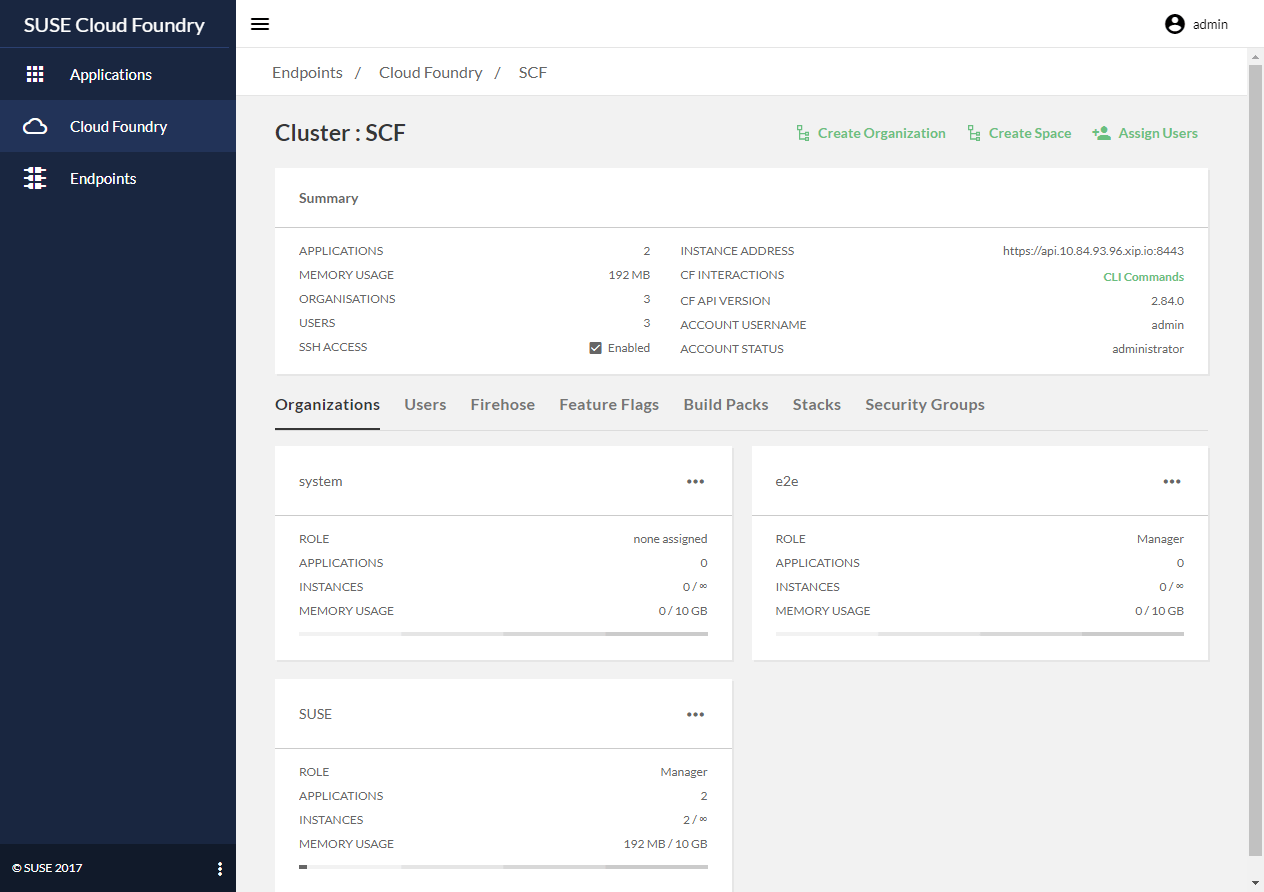 SUSE Cloud Foundry
admin
Applications
Cloud Foundry
Endpoints
Endpoints / Cloud Foundry / SCF
Cluster : SCF
Create Organization
Create Space
Assign Users
Summary
APPLICATIONS 2
MEMORY USAGE 192 MB
ORGANISATIONS 3
USERS 3
SSH ACCESS Enabled
INSTANCE ADDRESS https://api.10.84.93.96.xip.io:8443
CF INTERACTIONS CLI Commands
CF API VERSION 2.84.0
ACCOUNT USERNAME admin
ACCOUNT STATUS administrator
Organizations Users Firehose Feature Flags Build Packs Stacks Security Groups
system
ROLE none assigned
APPLICATIONS 0
INSTANCES 0 / ∞
MEMORY USAGE 0 / 10 GB
e2e
ROLE Manager
APPLICATIONS 0
INSTANCES 0 / ∞
MEMORY USAGE 0 / 10 GB
SUSE
ROLE Manager
APPLICATIONS 2
INSTANCES 2 / ∞
MEMORY USAGE 192 MB / 10 GB
© SUSE 2017